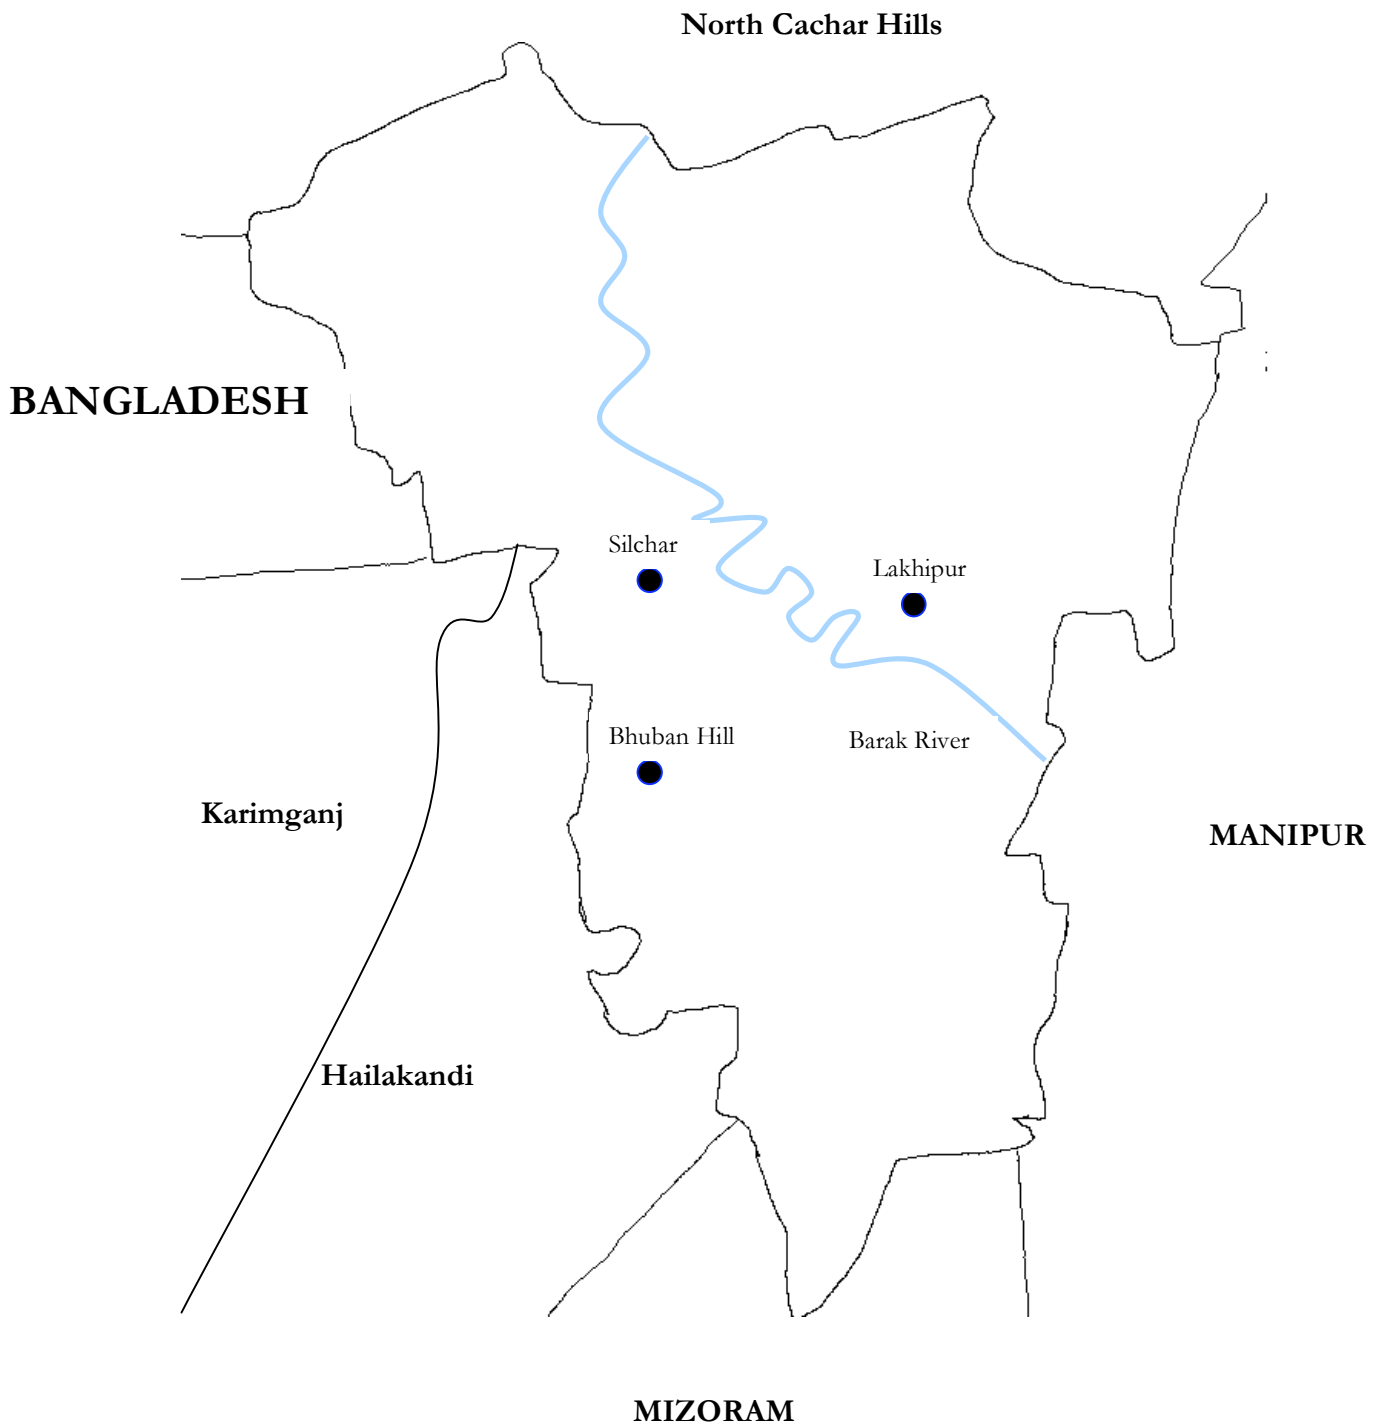 North Cachar Hills
BANGLADESH
Silchar
Lakhipur
Bhuban Hill
Barak River
Karimganj
MANIPUR
Hailakandi
MIZORAM